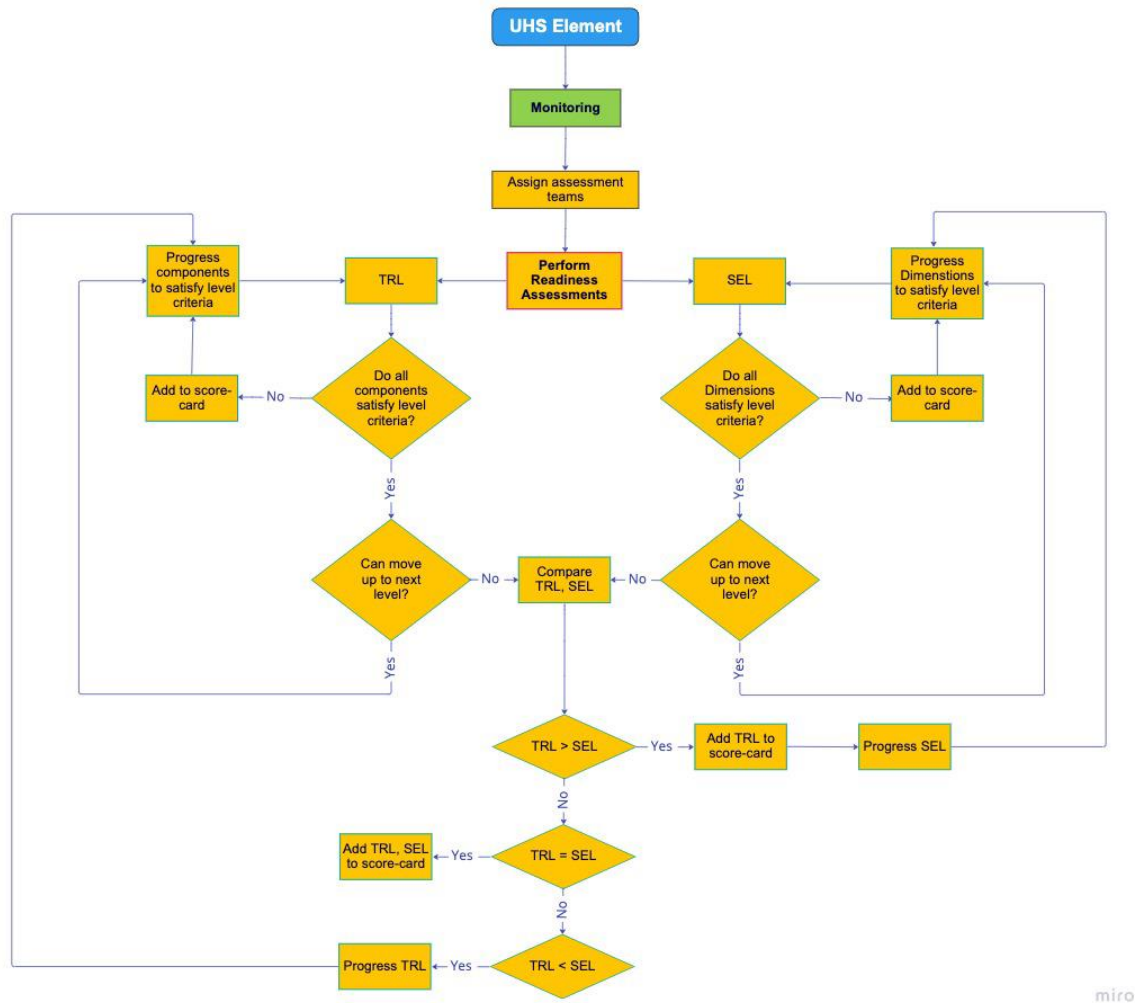 UHS Element
Monitoring
Assign assessment
teams
Progress
components
to satisfy level
criteria
TRL
Perform
Readiness
Assessments
SEL
Progress
Dimenstions
to satisfy level
criteria
Add to score-
card
No
Do all
components
satisfy level
criteria?
Do all
Dimensions
satisfy level
criteria?
No
Add to score-
card
Yes
Yes
Can move
up to next
level?
No
Compare
TRL, SEL
No
Can move
up to next
level?
Yes
Yes
TRL > SEL
Yes
Add TRL to
score-card
Progress SEL
No
Add TRL, SEL
to score-card
Yes
TRL = SEL
No
Progress TRL
Yes
TRL < SEL
miro